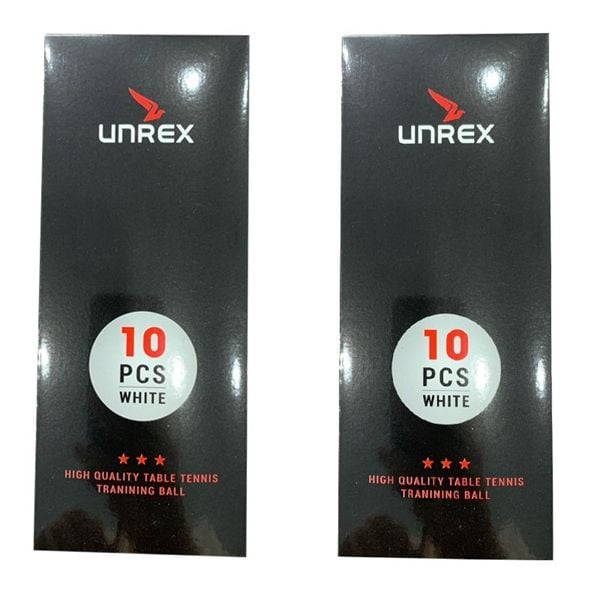 UNREX
10
PCS
WHITE
HIGH QUALITY TABLE TENNIS
TRANINING BALL
UNREX
10
PCS
WHITE
HIGH QUALITY TABLE TENNIS
TRANINING BALL